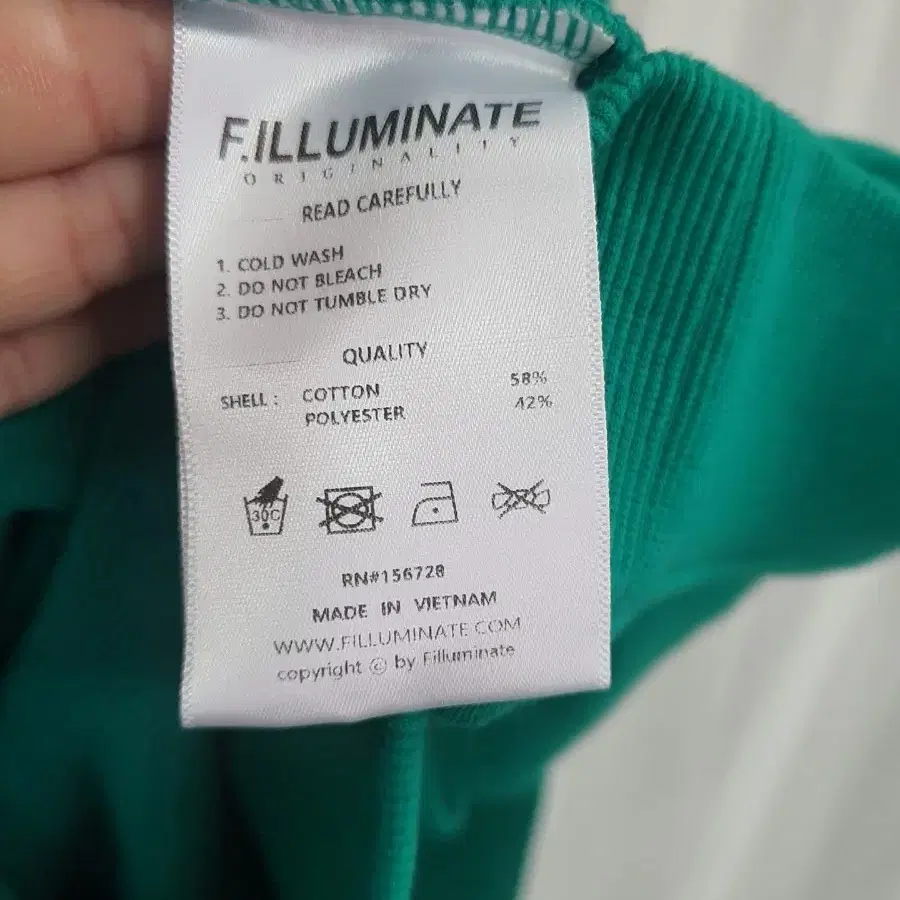 F.ILLUMINATE
ORIGINALITY
READ CAREFULLY
1. COLD WASH
2. DO NOT BLEACH
3. DO NOT TUMBLE DRY
QUALITY
SHELL : COTTON 58%
POLYESTER 42%
30C
RN#156728
MADE IN VIETNAM
WWW.FILLUMINATE.COM
copyright © by Filluminate